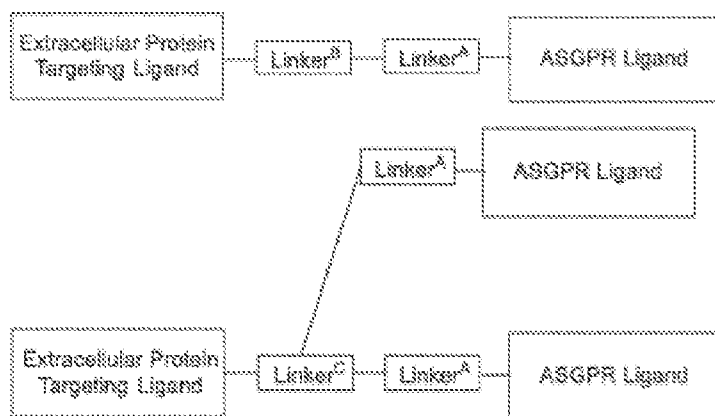 Extracellular Protein
Targeting Ligand
Linker^B
Linker^A
ASGPR Ligand
Linker^A
ASGPR Ligand
Extracellular Protein
Targeting Ligand
Linker^C
Linker^A
ASGPR Ligand